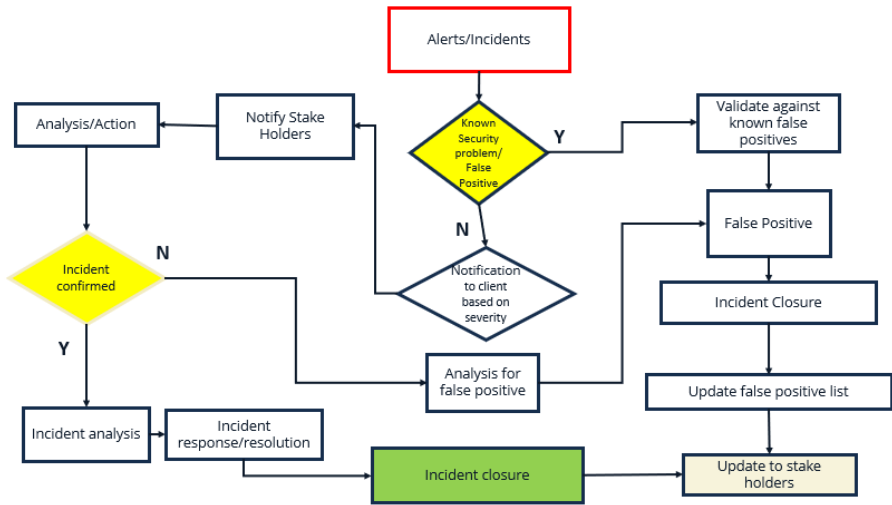 Alerts/Incidents
Known
Security
problem/
False
Positive
Y
N
Validate against
known false
positives
Notify Stake
Holders
Analysis/Action
False Positive
Notification
to client
based on
severity
Incident
confirmed
N
Y
Incident Closure
Analysis for
false positive
Update false positive list
Incident analysis
Incident
response/resolution
Incident closure
Update to stake
holders